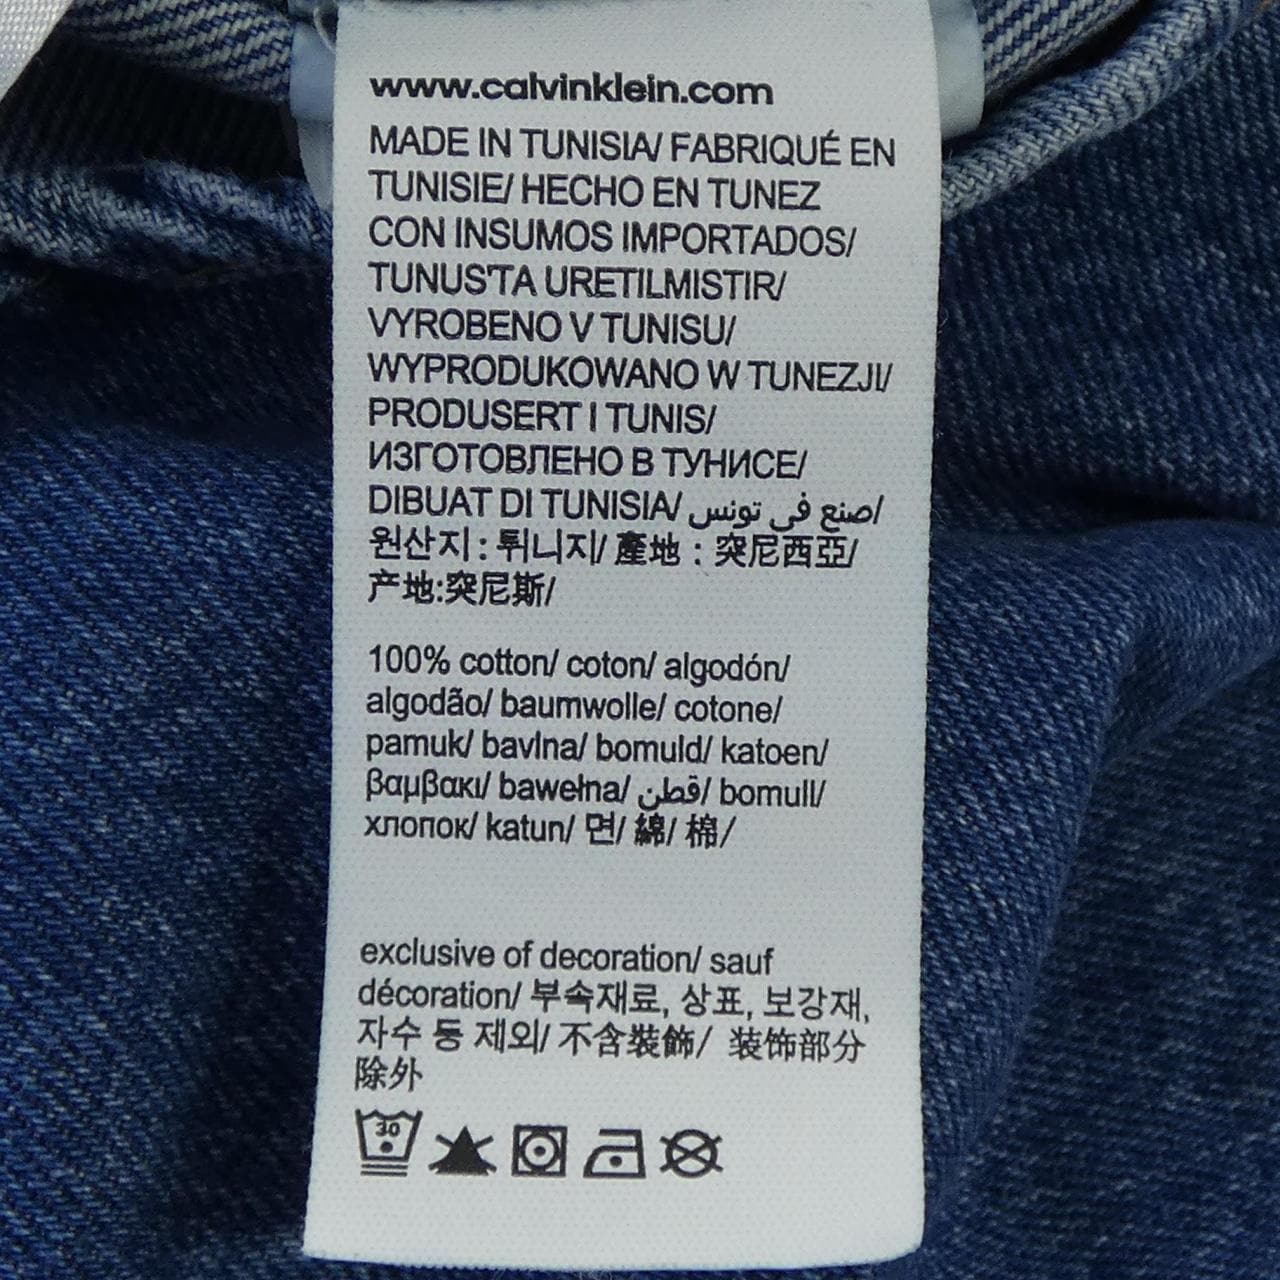 www.calvinklein.com
MADE IN TUNISIA/ FABRIQUÉ EN
TUNISIE/ HECHO EN TUNEZ
CON INSUMOS IMPORTADOS/
TUNUS'TA URETILMISTIR/
VYROBENO V TUNISU/
WYPRODUKOWANO W TUNEZJI/
PRODUSERT I TUNIS/
ИЗГОТОВЛЕНО В ТУНИСЕ/
DIBUAT DI TUNISIA/ صنع في تونس/
원산지 : 튀니지/ 產地 : 突尼西亞/
产地:突尼斯/
100% cotton/ coton/ algodón/
algodão/ baumwolle/ cotone/
pamuk/ bavlna/ bomuld/ katoen/
βαμβακι/ bawełna/ قطن/ bomull/
хлопок/ katun/ 면/ 綿/ 棉/
exclusive of decoration/ sauf
décoration/ 부속재료, 상표, 보강재,
자수 등 제외/ 不含裝飾/ 装饰部分
除外
30